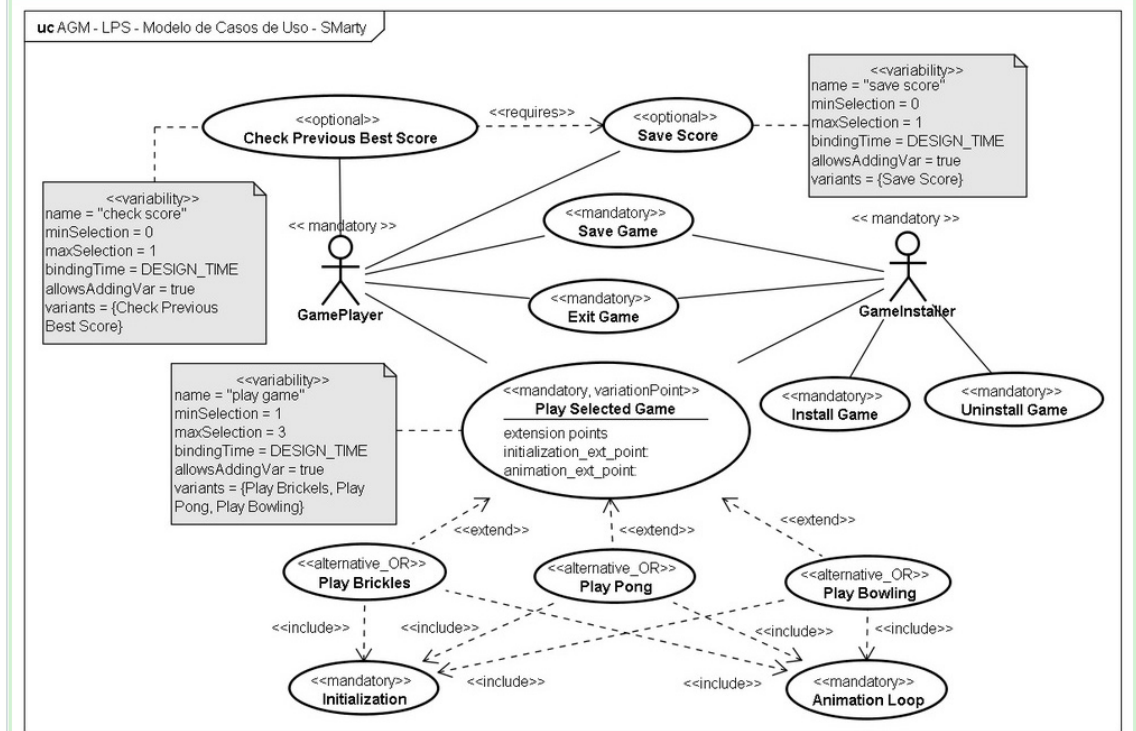 uc AGM - LPS - Modelo de Casos de Uso - SMarty
<<variability>>
name = "save score"
minSelection = 0
maxSelection = 1
bindingTime = DESIGN_TIME
allowsAddingVar = true
variants = {Save Score}
<<optional>>
Check Previous Best Score
<<requires>>
<<optional>>
Save Score
<<variability>>
name = "check score"
minSelection = 0
maxSelection = 1
bindingTime = DESIGN_TIME
allowsAddingVar = true
variants = {Check Previous
Best Score}
<< mandatory >>
GamePlayer
<<mandatory>>
Save Game
<<mandatory>>
Exit Game
<< mandatory >>
GameInstaller
<<variability>>
name = "play game"
minSelection = 1
maxSelection = 3
bindingTime = DESIGN_TIME
allowsAddingVar = true
variants = {Play Brickels, Play
Pong, Play Bowling}
<<mandatory, variationPoint>>
Play Selected Game
extension points
initialization_ext_point:
animation_ext_point:
<<mandatory>>
Install Game
<<mandatory>>
Uninstall Game
<<extend>>
<<extend>>
<<extend>>
<<alternative_OR>>
Play Brickles
<<alternative_OR>>
Play Pong
<<alternative_OR>>
Play Bowling
<<include>>
<<include>>
<<include>>
<<include>>
<<mandatory>>
Initialization
<<include>>
<<include>>
<<mandatory>>
Animation Loop